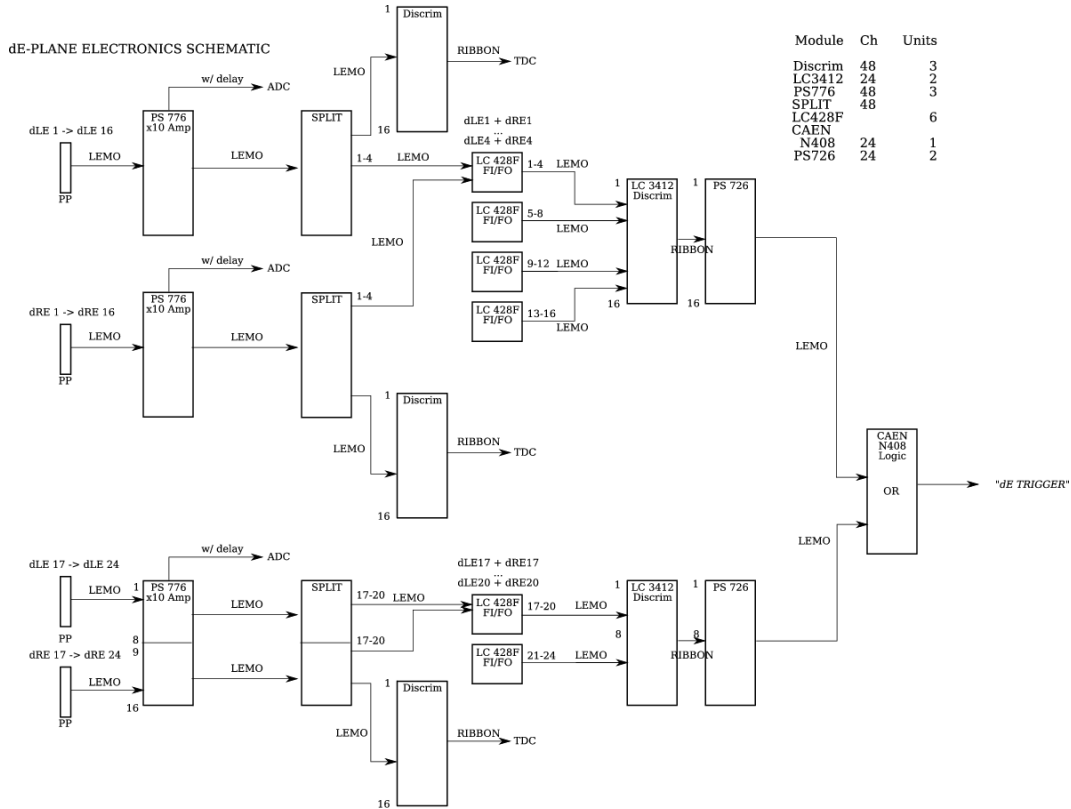 dE-PLANE ELECTRONICS SCHEMATIC
Module Ch Units
Discrim 48 3
LC3412 24 2
PS776 48 3
SPLIT 48
LC428F 6
CAEN
N408 24 1
PS726 24 2
1
Discrim
16
LEMO
RIBBON
TDC
w/ delay
ADC
dLE 1 -> dLE 16
LEMO
PP
PS 776
x10 Amp
LEMO
SPLIT
1-4
LEMO
dLE1 + dRE1
...
dLE4 + dRE4
LC 428F
FI/FO
1-4
LEMO
LC 428F
FI/FO
5-8
LEMO
LC 428F
FI/FO
9-12
LEMO
LC 428F
FI/FO
13-16
LEMO
1
LC 3412
Discrim
16
RIBBON
1
PS 726
16
LEMO
w/ delay
ADC
dRE 1 -> dRE 16
LEMO
PP
PS 776
x10 Amp
LEMO
SPLIT
1-4
LEMO
LEMO
1
Discrim
16
RIBBON
TDC
CAEN
N408
Logic
OR
"dE TRIGGER"
LEMO
w/ delay
ADC
dLE 17 -> dLE 24
LEMO
PP
dRE 17 -> dRE 24
LEMO
PP
1
PS 776
x10 Amp
8
9
16
LEMO
LEMO
SPLIT
17-20
LEMO
17-20
dLE17 + dRE17
...
dLE20 + dRE20
LC 428F
FI/FO
17-20
LEMO
LC 428F
FI/FO
21-24
LEMO
1
LC 3412
Discrim
8
RIBBON
1
PS 726
8
LEMO
1
Discrim
16
RIBBON
TDC